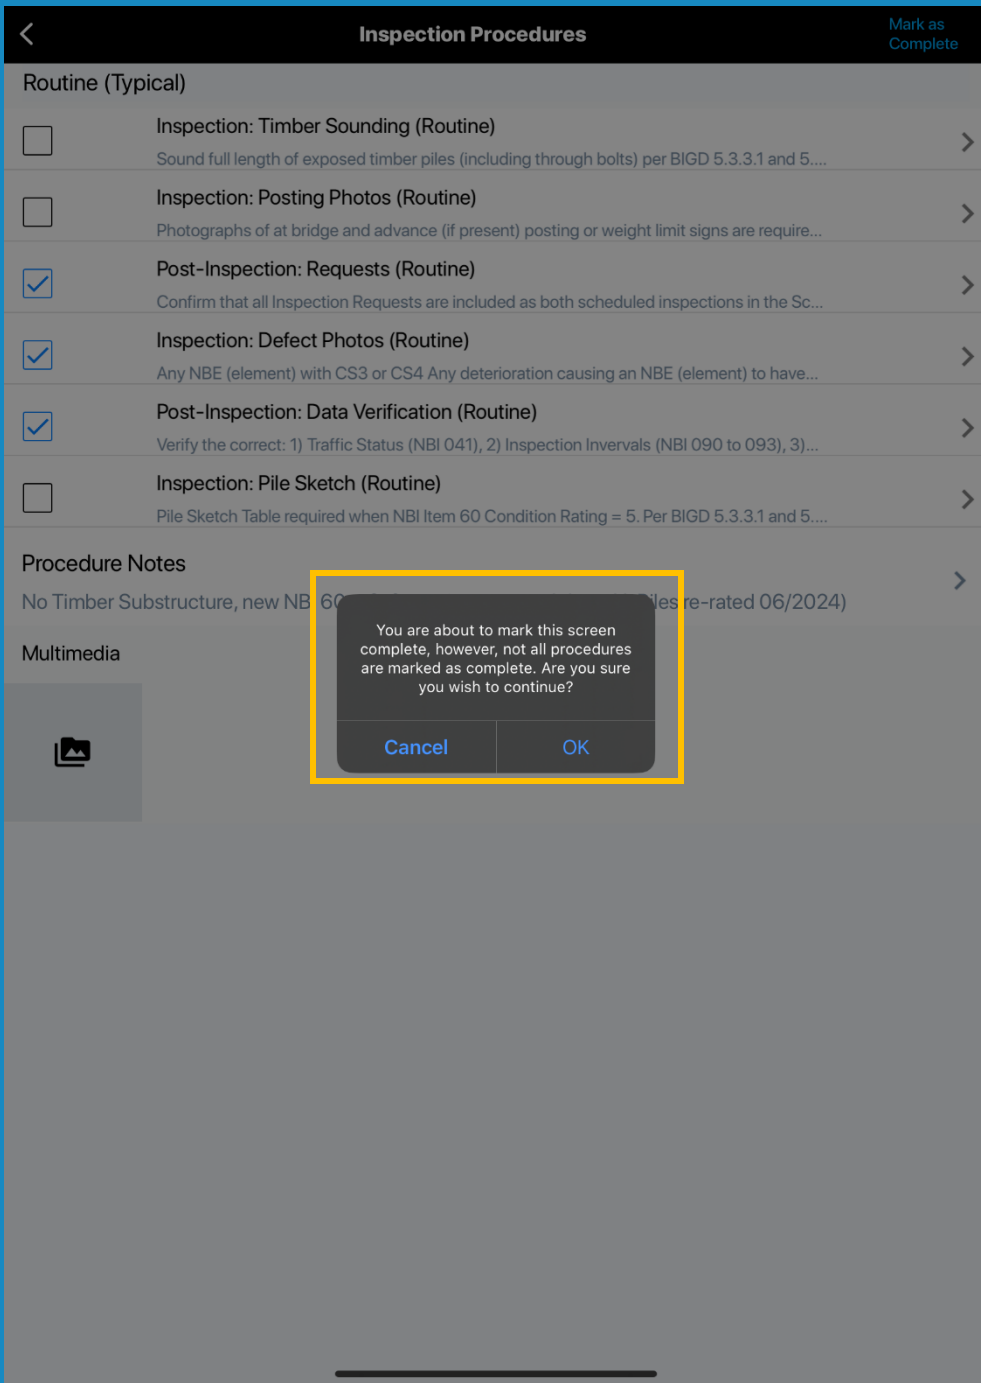 Inspection Procedures
Mark as
Complete
Routine (Typical)
Inspection: Timber Sounding (Routine)
Sound full length of exposed timber piles (including through bolts) per BIGD 5.3.3.1 and 5....
Inspection: Posting Photos (Routine)
Photographs of at bridge and advance (if present) posting or weight limit signs are require...
Post-Inspection: Requests (Routine)
Confirm that all Inspection Requests are included as both scheduled inspections in the Sc...
Inspection: Defect Photos (Routine)
Any NBE (element) with CS3 or CS4 Any deterioration causing an NBE (element) to have...
Post-Inspection: Data Verification (Routine)
Verify the correct: 1) Traffic Status (NBI 041), 2) Inspection Invervals (NBI 090 to 093), 3)...
Inspection: Pile Sketch (Routine)
Pile Sketch Table required when NBI Item 60 Condition Rating = 5. Per BIGD 5.3.3.1 and 5....
Procedure Notes
No Timber Substructure, new re-rated 06/2024)
You are about to mark this screen
complete, however, not all procedures
are marked as complete. Are you sure
you wish to continue?
Cancel
OK
Multimedia